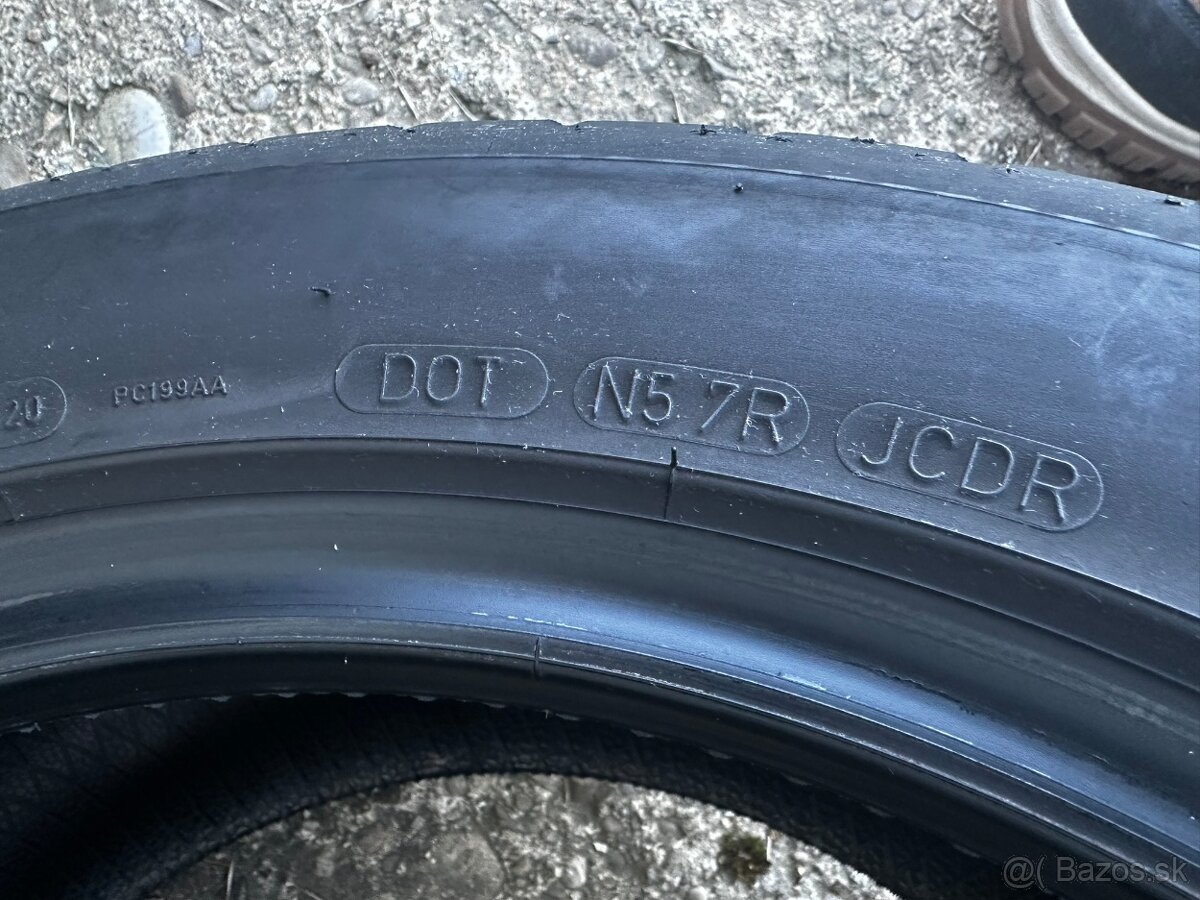 20 PC199AA DOT N5 7R JCDR
@( Bazos.sk